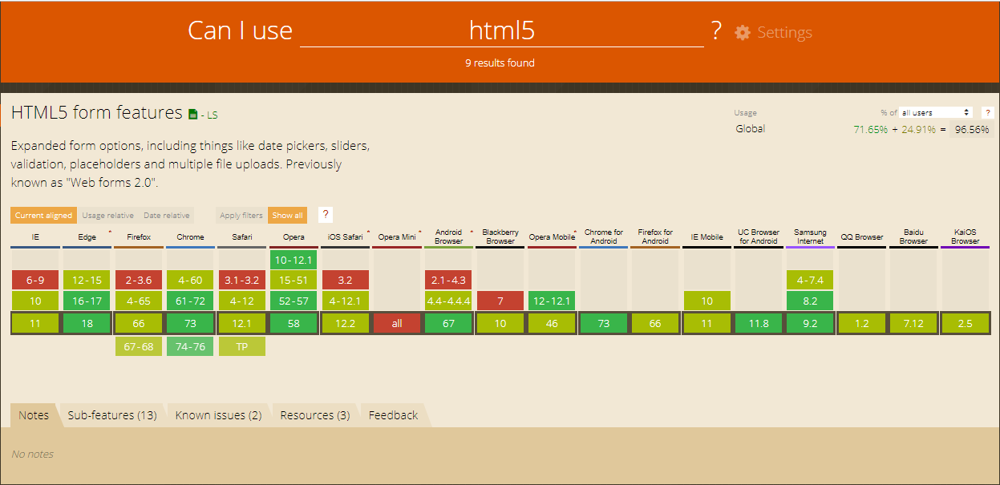 Can I use html5 ? Settings
9 results found
HTML5 form features - LS
Usage % of all users ?
Global 71.65% + 24.91% = 96.56%
Expanded form options, including things like date pickers, sliders,
validation, placeholders and multiple file uploads. Previously
known as "Web forms 2.0".
Current aligned Usage relative Date relative Apply filters Show all ?
IE Edge * Firefox Chrome Safari Opera iOS Safari * Opera Mini * Android Browser * Blackberry Browser Opera Mobile * Chrome for Android Firefox for Android IE Mobile UC Browser for Android Samsung Internet QQ Browser Baidu Browser KaiOS Browser
10-12.1
6-9 12-15 2-3.6 4-60 3.1-3.2 15-51 3.2 2.1-4.3 4-7.4
10 16-17 4-65 61-72 4-12 52-57 4-12.1 4.4-4.4.4 7 12-12.1 10 8.2
11 18 66 73 12.1 58 12.2 all 67 10 46 73 66 11 11.8 9.2 1.2 7.12 2.5
67-68 74-76 TP
Notes Sub-features (13) Known issues (2) Resources (3) Feedback
No notes